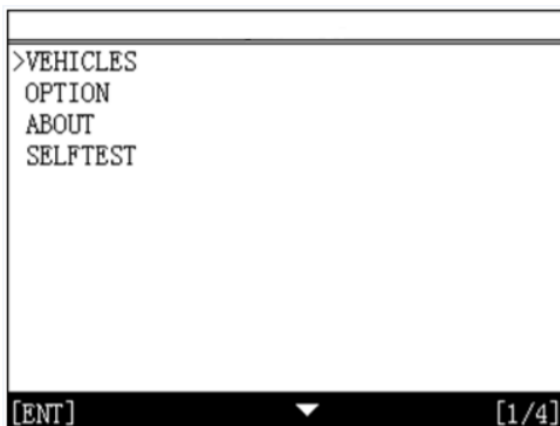 >VEHICLES
OPTION
ABOUT
SELFTEST
[ENT] [1/4]